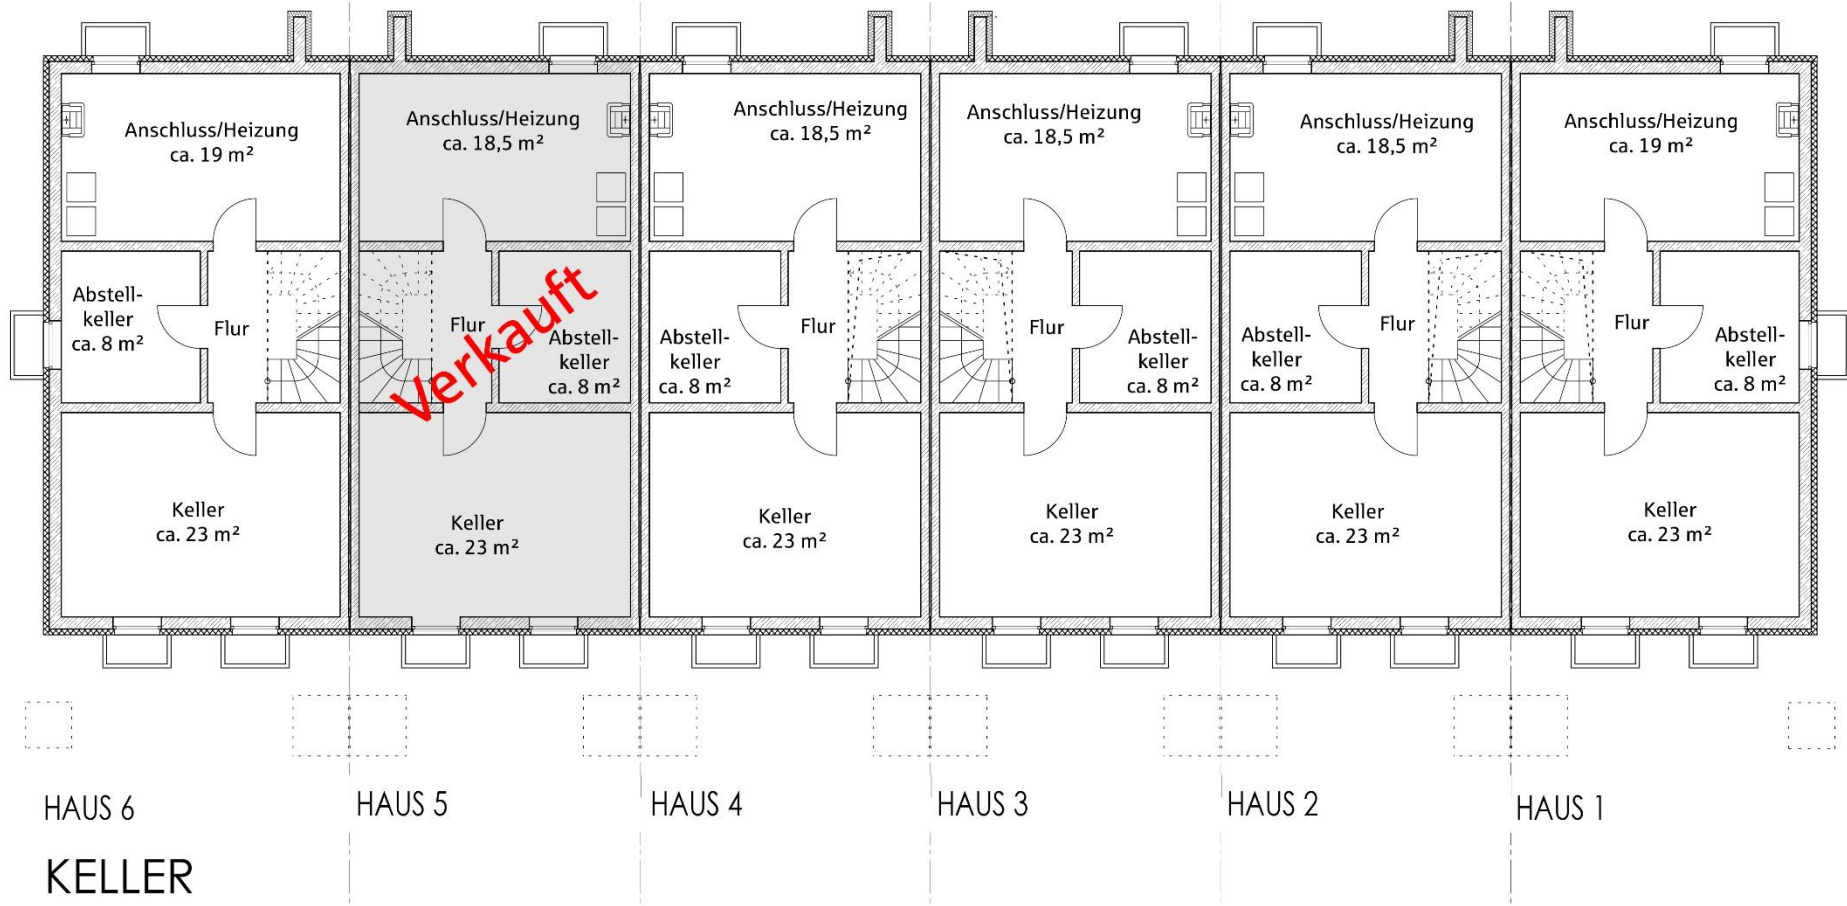 Anschluss/Heizung
ca. 19 m²
Abstell-
keller
ca. 8 m²
Flur
Keller
ca. 23 m²
Anschluss/Heizung
ca. 18,5 m²
Flur
Abstell-
keller
ca. 8 m²
Verkauft
Keller
ca. 23 m²
Anschluss/Heizung
ca. 18,5 m²
Abstell-
keller
ca. 8 m²
Flur
Keller
ca. 23 m²
Anschluss/Heizung
ca. 18,5 m²
Flur
Abstell-
keller
ca. 8 m²
Keller
ca. 23 m²
Anschluss/Heizung
ca. 18,5 m²
Abstell-
keller
ca. 8 m²
Flur
Keller
ca. 23 m²
Anschluss/Heizung
ca. 19 m²
Flur
Abstell-
keller
ca. 8 m²
Keller
ca. 23 m²
HAUS 6
HAUS 5
HAUS 4
HAUS 3
HAUS 2
HAUS 1
KELLER